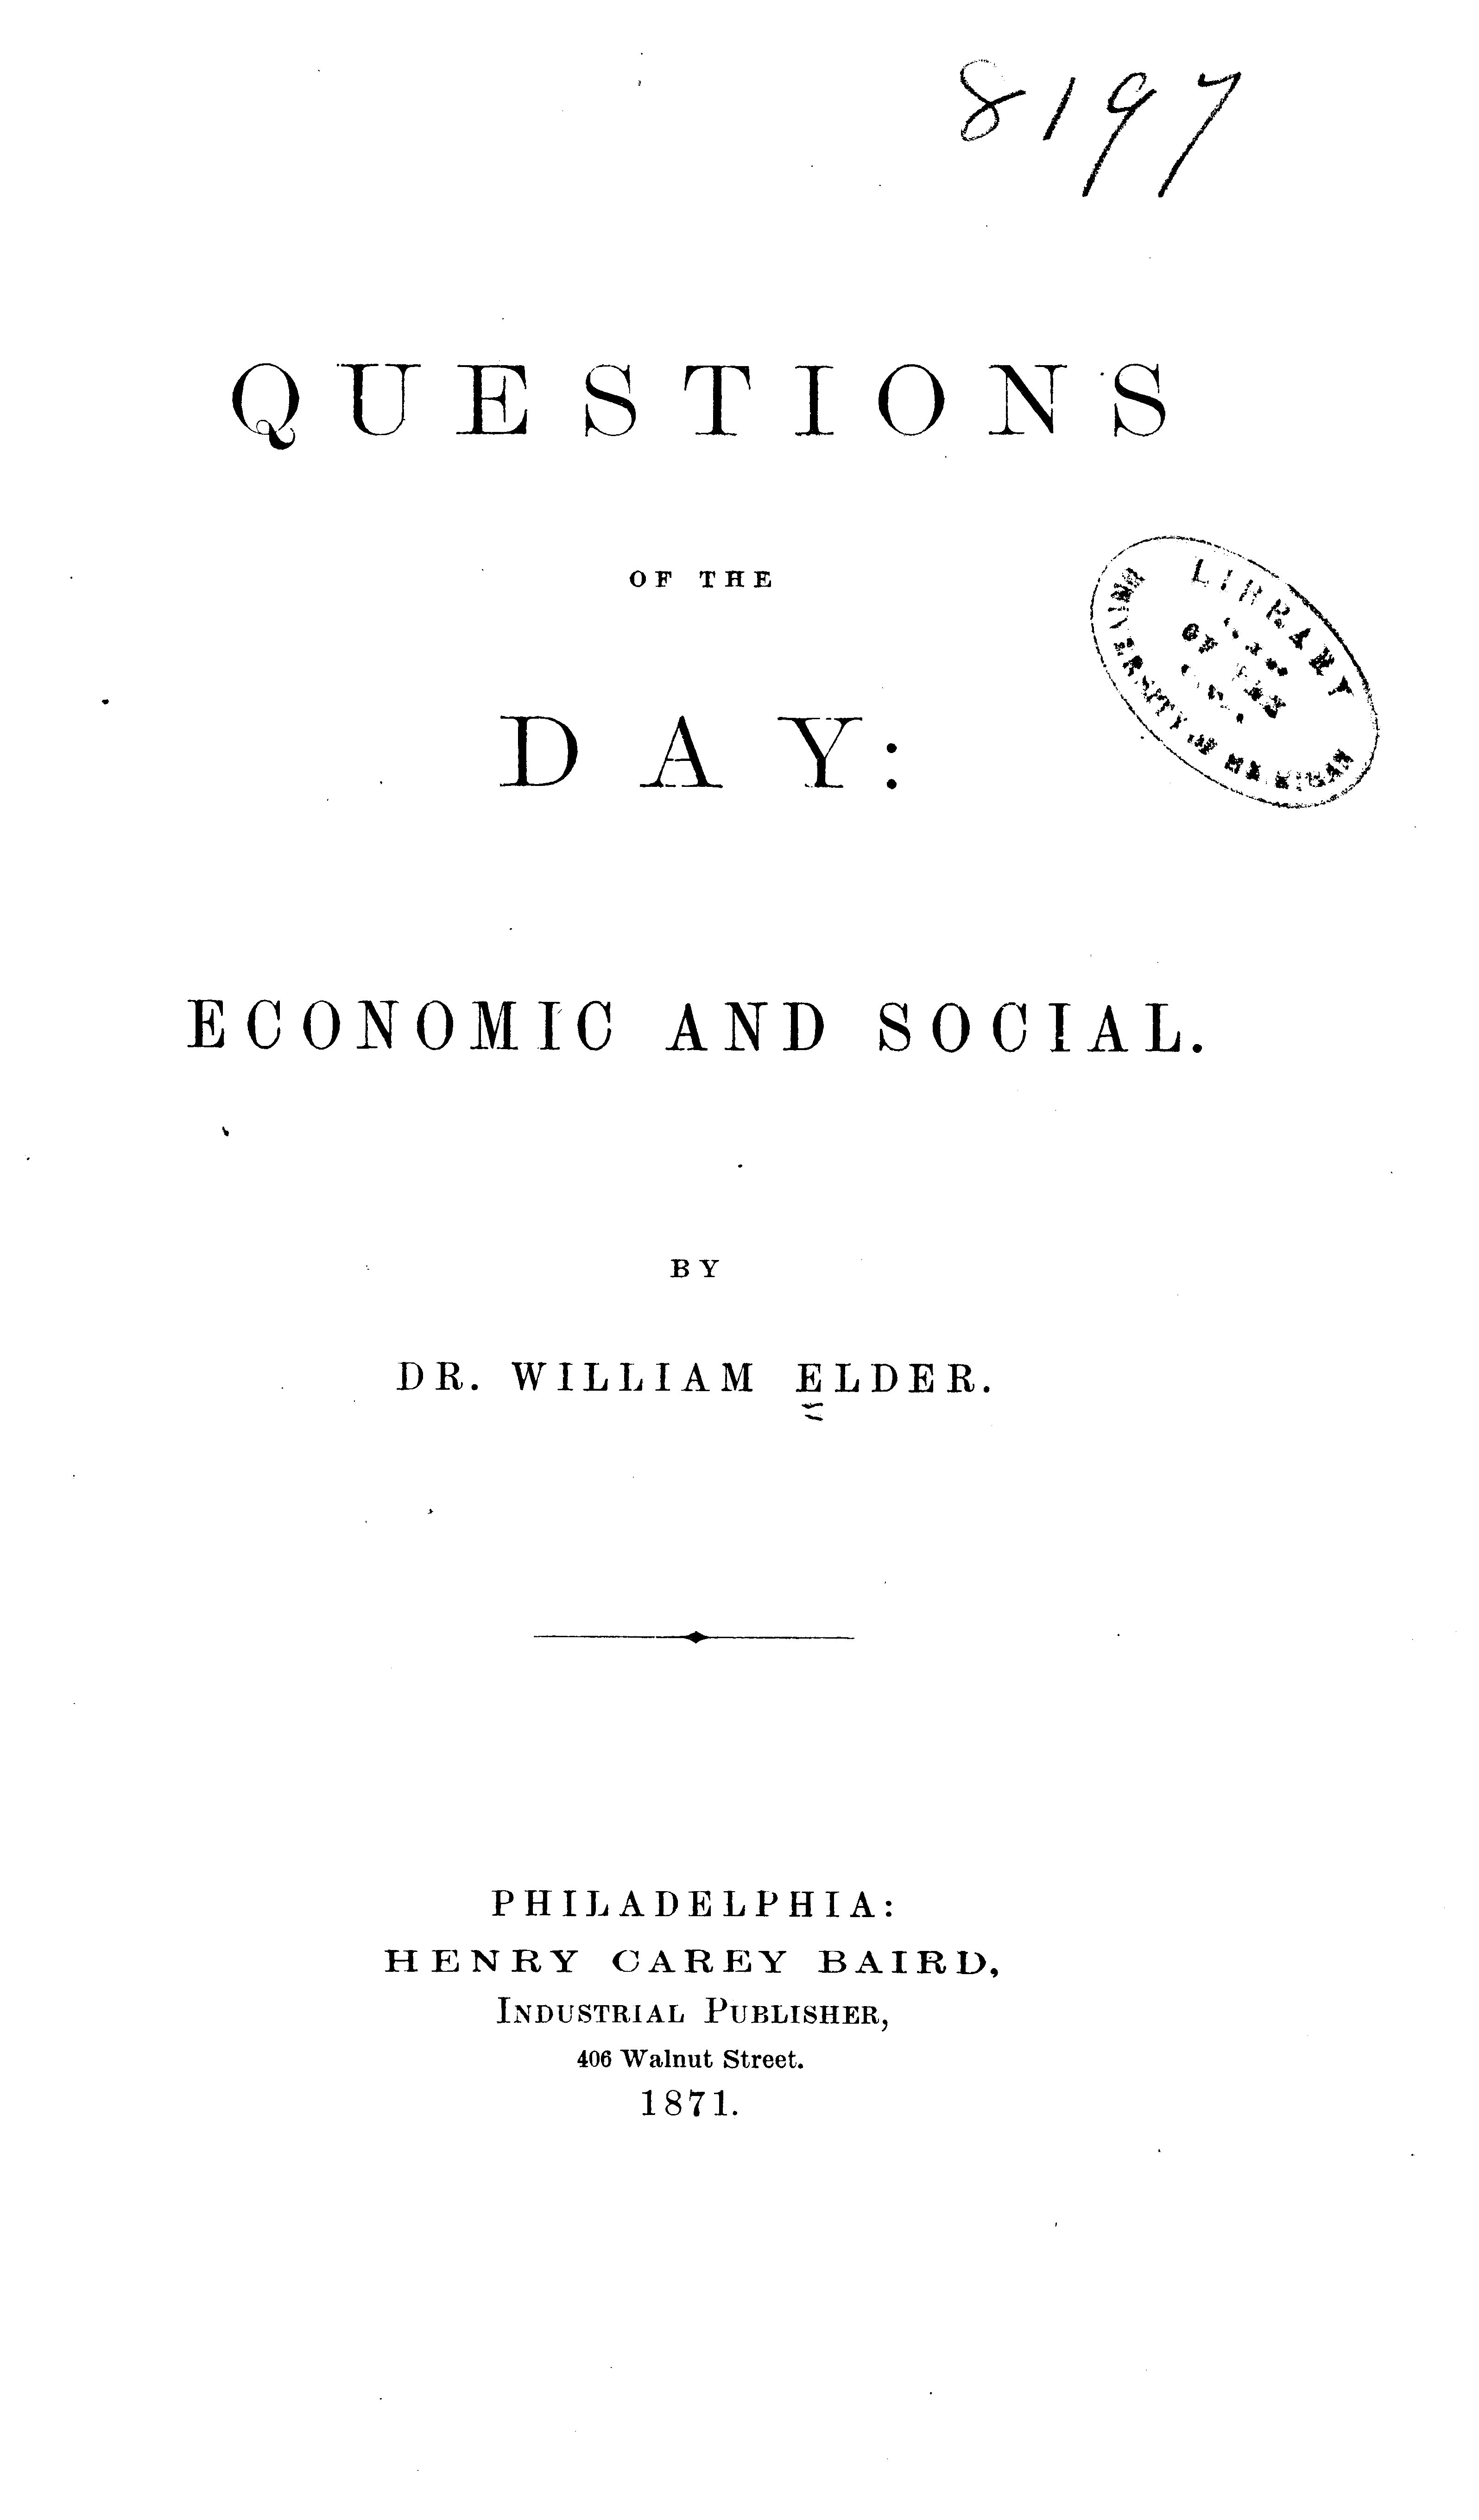 8197
QUESTIONS
OF THE
DAY:
LIBRARY
OF THE
UNIVERSITY OF MICHIGAN
ECONOMIC AND SOCIAL.
BY
DR. WILLIAM ELDER.
PHILADELPHIA:
HENRY CAREY BAIRD,
INDUSTRIAL PUBLISHER,
406 Walnut Street.
1871.